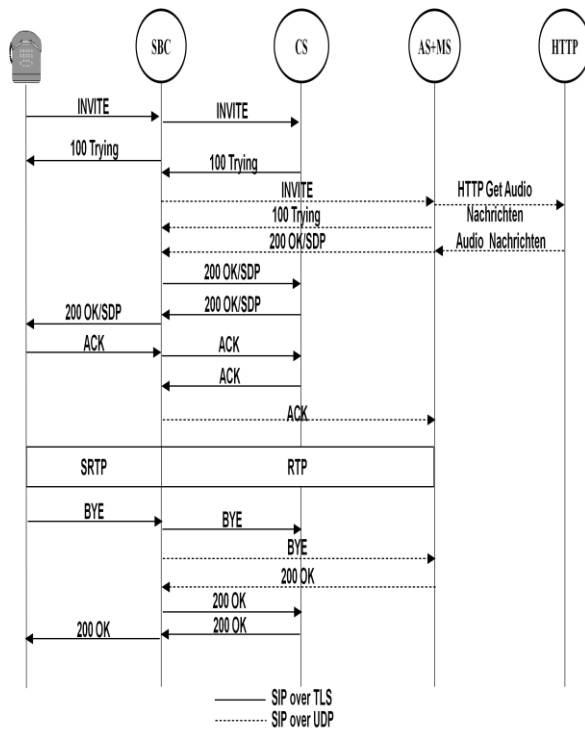 SBC
CS
AS+MS
HTTP
INVITE
INVITE
100 Trying
100 Trying
INVITE
HTTP Get Audio
Nachrichten
100 Trying
200 OK/SDP
Audio Nachrichten
200 OK/SDP
200 OK/SDP
200 OK/SDP
ACK
ACK
ACK
ACK
SRTP
RTP
BYE
BYE
BYE
200 OK
200 OK
200 OK
200 OK
SIP over TLS
SIP over UDP